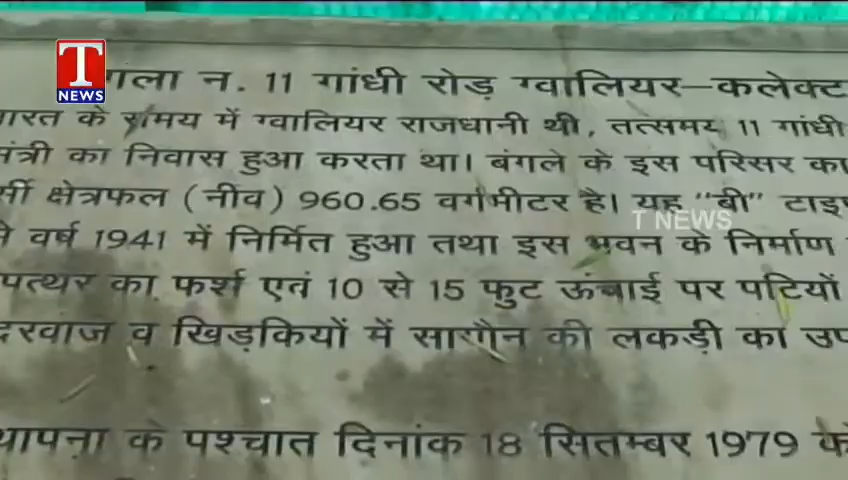 T
NEWS
गला न. 11 गांधी रोड़ ग्वालियर–कलेक्ट
ारत के समय में ग्वालियर राजधानी थी, तत्समय 11 गांधी
मंत्री का निवास हुआ करता था। बंगले के इस परिसर का
र्सी क्षेत्रफल (नीव) 960.65 वर्गमीटर है। यह "बी" टाइप
T NEWS
ने वर्ष 1941 में निर्मित हुआ तथा इस भवन के निर्माण
पत्थर का फर्श एवं 10 से 15 फुट ऊंचाई पर पटियों
दरवाज व खिड़कियों में सागौन की लकड़ी का उप
थापना के पश्चात दिनांक 18 सितम्बर 1979 को